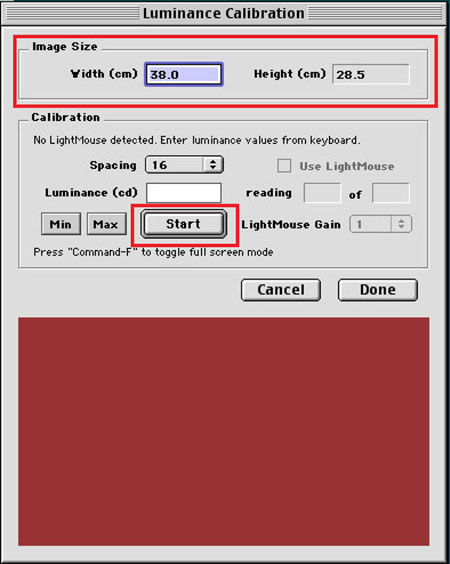 Luminance Calibration
Image Size
Width (cm) 38.0 Height (cm) 28.5
Calibration
No LightMouse detected. Enter luminance values from keyboard.
Spacing 16 Use LightMouse
Luminance (cd) reading of
Min Max Start LightMouse Gain 1
Press "Command-F" to toggle full screen mode
Cancel Done